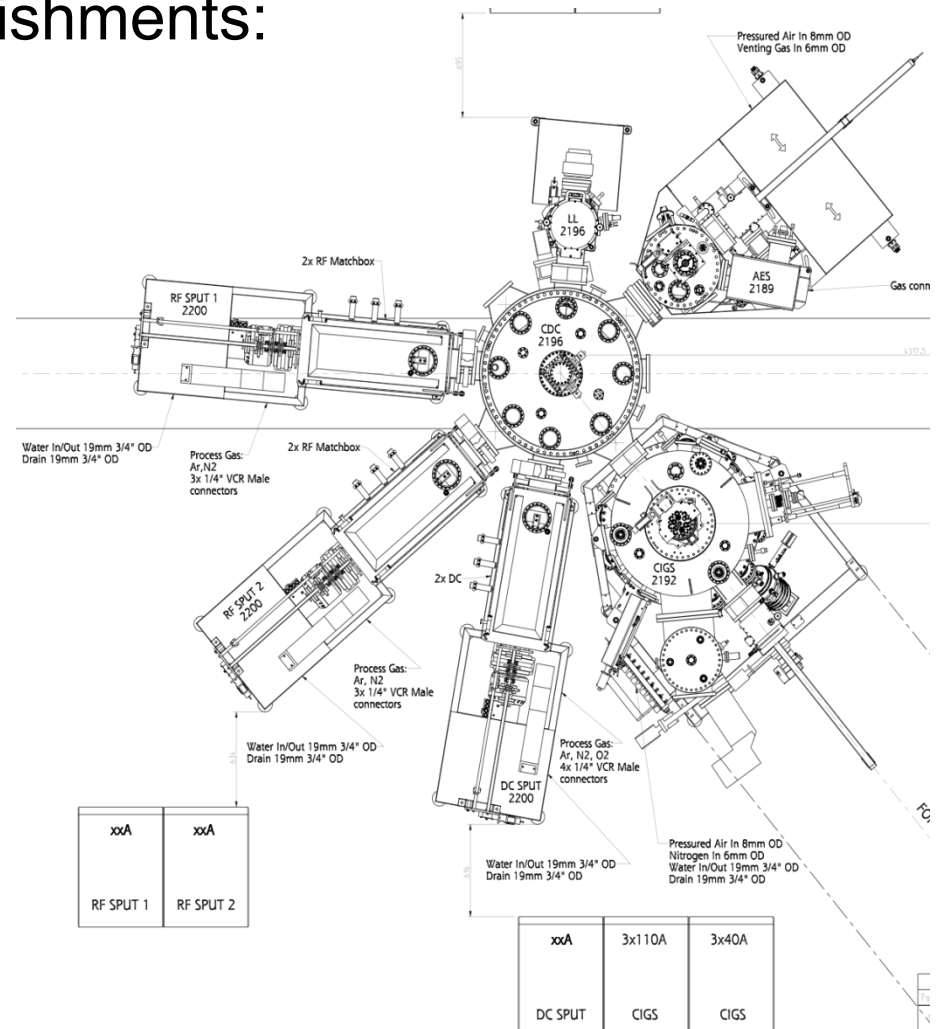 ushments:
695
Pressured Air In 8mm OD
Venting Gas In 6mm OD
LL
2196
AES
2189
2x RF Matchbox
RF SPUT 1
2200
CDC
2196
4317,5
Water In/Out 19mm 3/4" OD
Drain 19mm 3/4" OD
Process Gas:
Ar,N2
3x 1/4" VCR Male
connectors
2x RF Matchbox
2x DC
CIGS
2192
RF SPUT 2
2200
Process Gas:
Ar, N2
3x 1/4" VCR Male
connectors
Water In/Out 19mm 3/4" OD
Drain 19mm 3/4" OD
Process Gas:
Ar, N2, O2
4x 1/4" VCR Male
connectors
DC SPUT
2200
Pressured Air In 8mm OD
Nitrogen In 6mm OD
Water In/Out 19mm 3/4" OD
Drain 19mm 3/4" OD
Water In/Out 19mm 3/4" OD
Drain 19mm 3/4" OD
xxA
RF SPUT 1
xxA
RF SPUT 2
xxA
DC SPUT
3x110A
CIGS
3x40A
CIGS